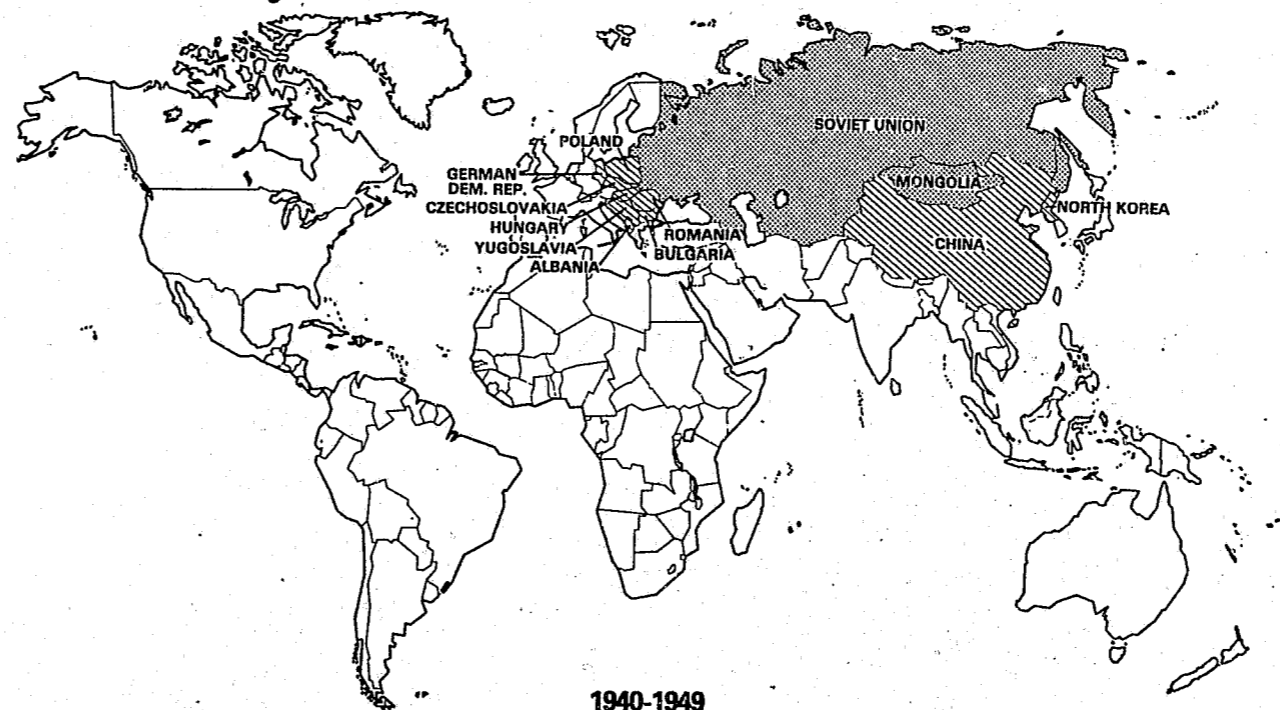 SOVIET UNION
POLAND
GERMAN
DEM. REP.
MONGOLIA
CZECHOSLOVAKIA
NORTH KOREA
HUNGARY
ROMANIA
YUGOSLAVIA
CHINA
BULGARIA
ALBANIA
1940-1949